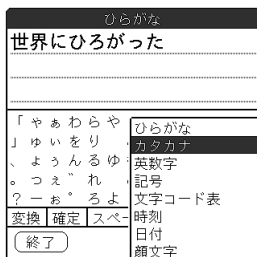 ひらがな
世界にひろがった
「ゃぁわらや
」ゅぃをり
、ょぅんるゆ
。っぇ゛れ
？ーぉ゜ろよ
変換 確定 スペー
終了
ひらがな
カタカナ
英数字
記号
文字コード表
時刻
日付
顔文字